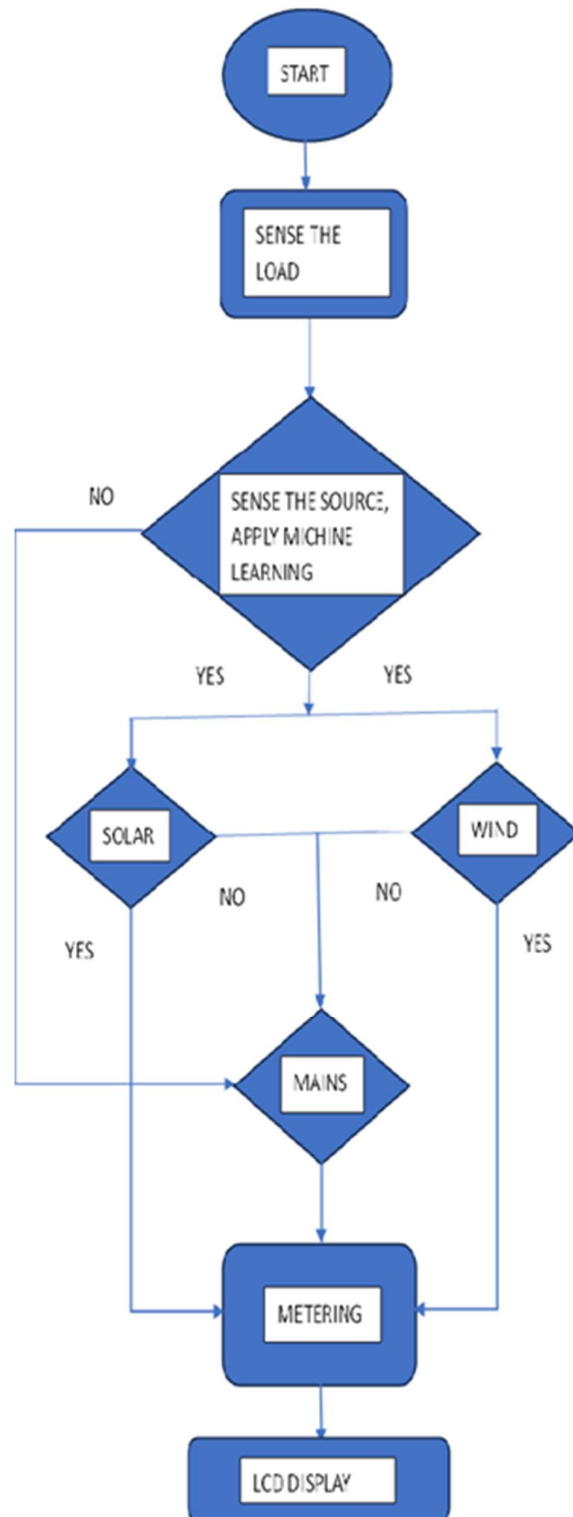 START
SENSE THE
LOAD
NO
SENSE THE SOURCE,
APPLY MICHINE
LEARNING
YES
YES
SOLAR
WIND
NO
NO
YES
YES
MAINS
METERING
LCD DISPLAY